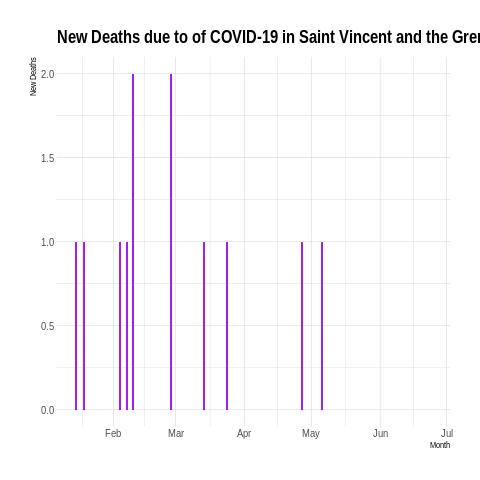 New Deaths due to of COVID-19 in Saint Vincent and the Gren
New Deaths
2.0
1.5
1.0
0.5
0.0
Feb Mar Apr May Jun Jul
Month